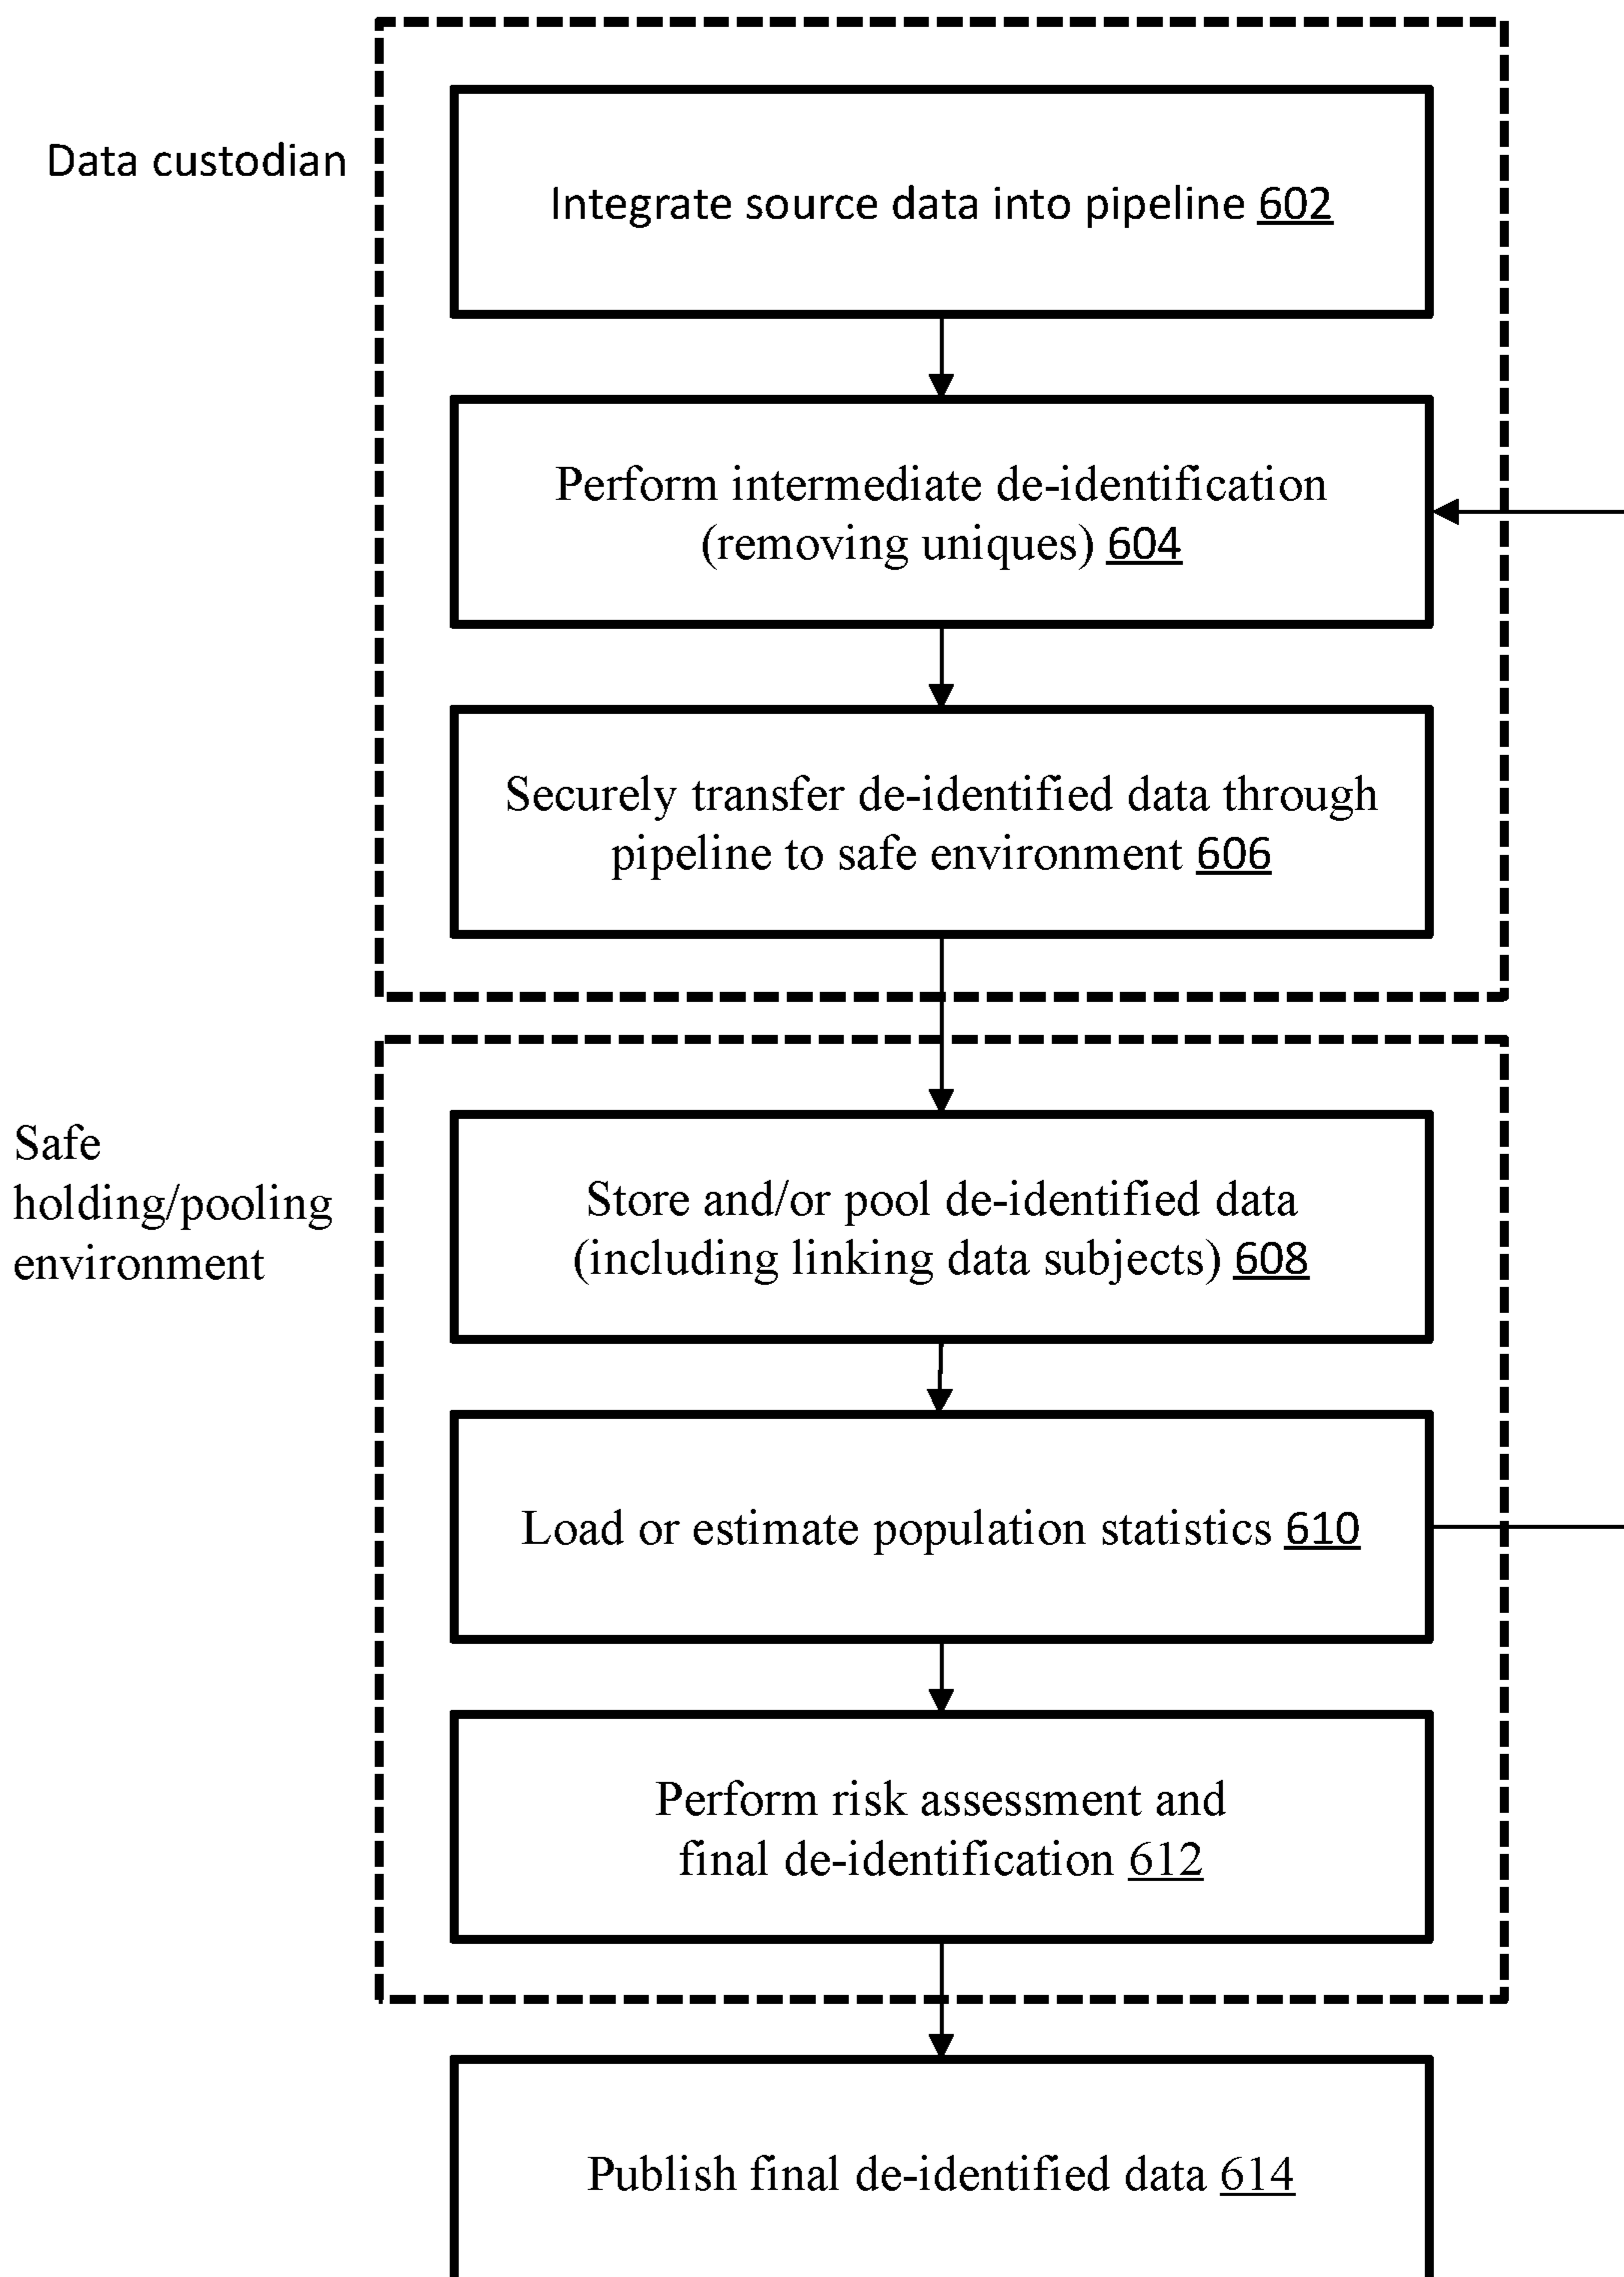 Data custodian
Integrate source data into pipeline 602
Perform intermediate de-identification
(removing uniques) 604
Securely transfer de-identified data through
pipeline to safe environment 606
Safe
holding/pooling
environment
Store and/or pool de-identified data
(including linking data subjects) 608
Load or estimate population statistics 610
Perform risk assessment and
final de-identification 612
Publish final de-identified data 614